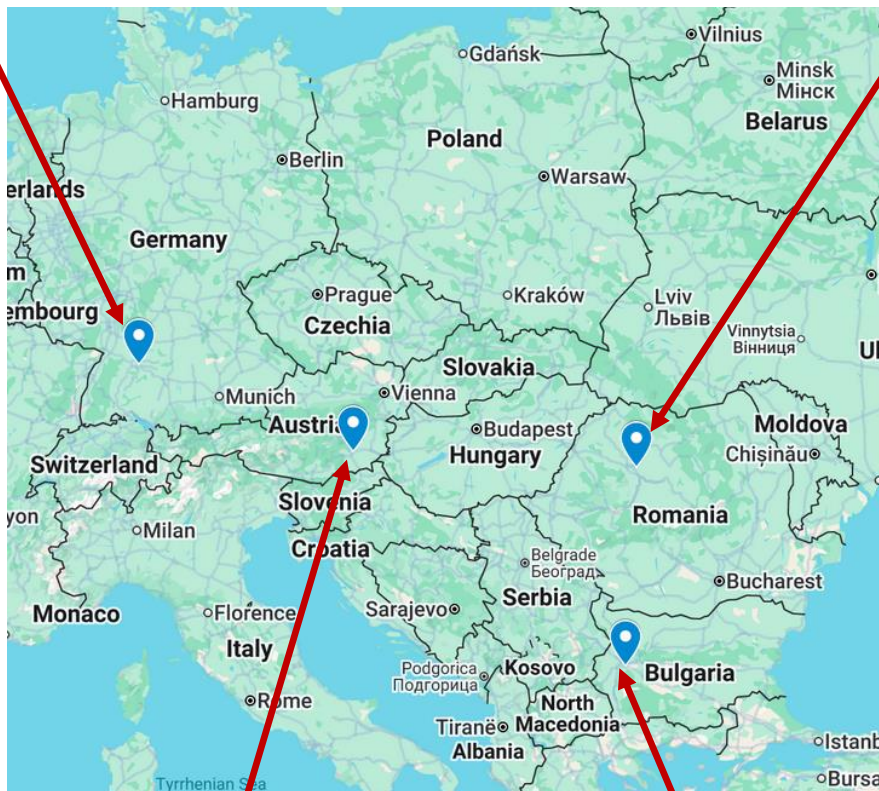 Vilnius
Gdańsk
Minsk
Мінск
Hamburg
Belarus
Poland
Berlin
Warsaw
erlands
Germany
m
embourg
Prague
Kraków
Lviv
Львів
Czechia
Vinnytsia
Вінниця
Ul
Slovakia
Munich
Vienna
Austria
Budapest
Moldova
Hungary
Chișinău
Switzerland
Slovenia
yon
Milan
Romania
Croatia
Belgrade
Београд
Bucharest
Serbia
Monaco
Florence
Sarajevo
Italy
Podgorica
Подгорица
Kosovo
Bulgaria
Rome
North
Macedonia
Tiranë
Albania
Istanb
Tyrrhenian Sea
Bursa